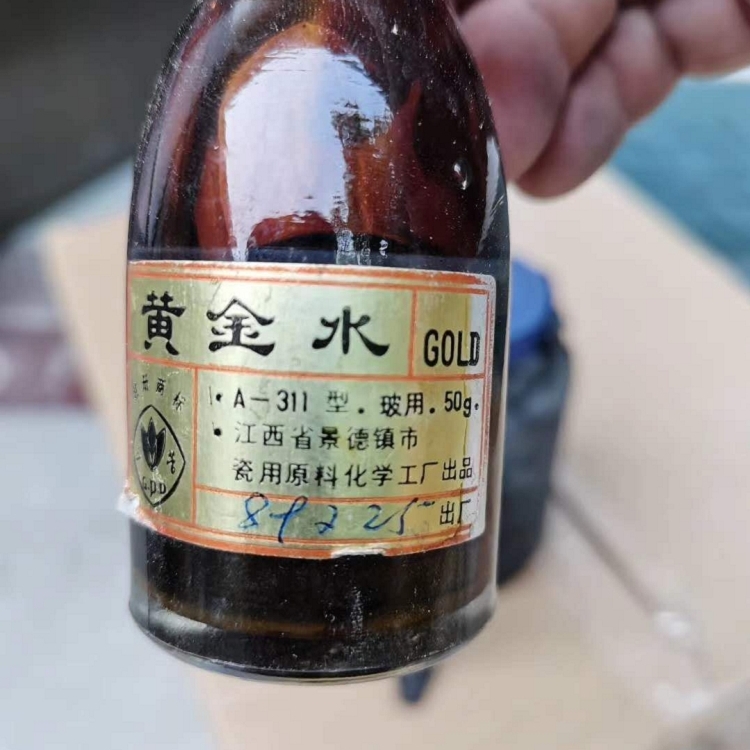 黄金水 GOLD
A-311 型. 玻用. 50g.
江西省景德镇市
瓷用原料化学工厂出品
89 2 25 出厂